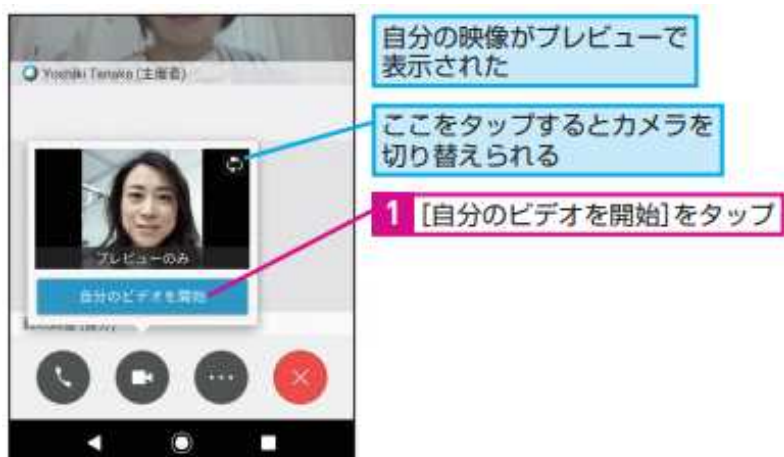 Yoshiki Tanaka (主催者)
プレビューのみ
自分のビデオを開始
自分の映像がプレビューで
表示された
ここをタップするとカメラを
切り替えられる
1 [自分のビデオを開始]をタップ